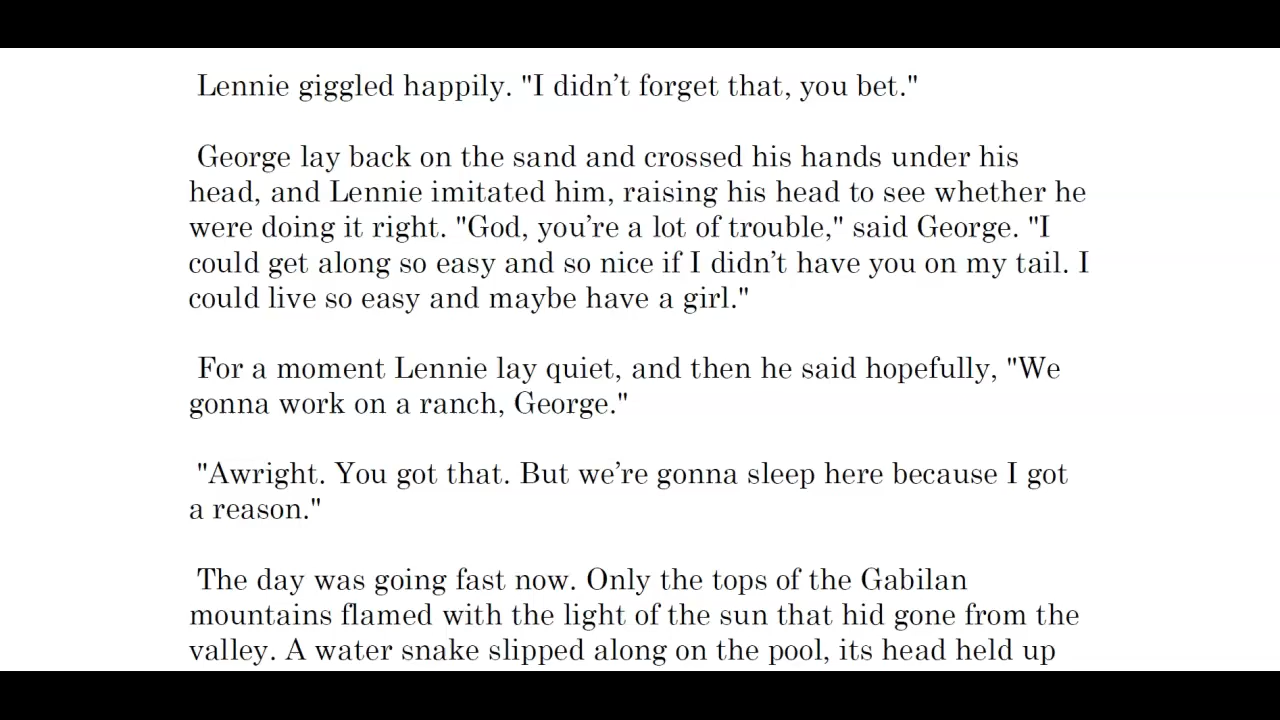 Lennie giggled happily. "I didn’t forget that, you bet."
George lay back on the sand and crossed his hands under his
head, and Lennie imitated him, raising his head to see whether he
were doing it right. "God, you’re a lot of trouble," said George. "I
could get along so easy and so nice if I didn’t have you on my tail. I
could live so easy and maybe have a girl."
For a moment Lennie lay quiet, and then he said hopefully, "We
gonna work on a ranch, George."
"Awright. You got that. But we’re gonna sleep here because I got
a reason."
The day was going fast now. Only the tops of the Gabilan
mountains flamed with the light of the sun that hid gone from the
valley. A water snake slipped along on the pool, its head held up